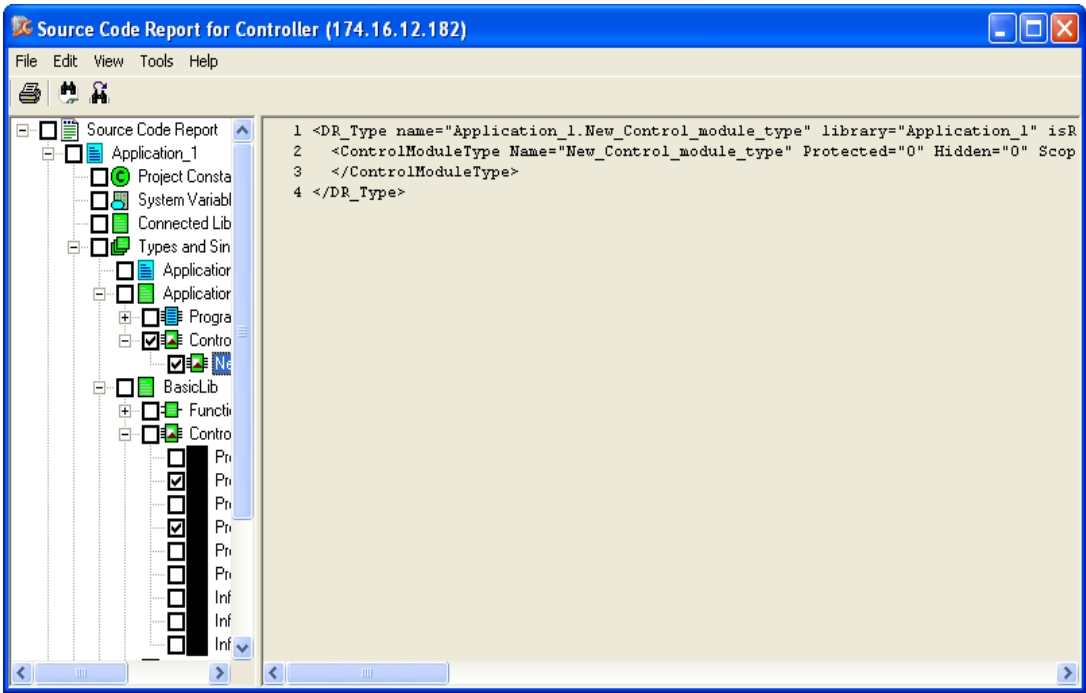 Source Code Report for Controller (174.16.12.182)
File Edit View Tools Help
Source Code Report
Application_1
Project Consta
System Variabl
Connected Lib
Types and Sin
Application
Application
Progra
Contro
Ne
BasicLib
Functi
Contro
Pr
Pr
Pr
Pr
Pr
Pr
Inf
Inf
Inf
1 <DR_Type name="Application_1.New_Control_module_type" library="Application_1" isR
2 <ControlModuleType Name="New_Control_module_type" Protected="0" Hidden="0" Scop
3 </ControlModuleType>
4 </DR_Type>